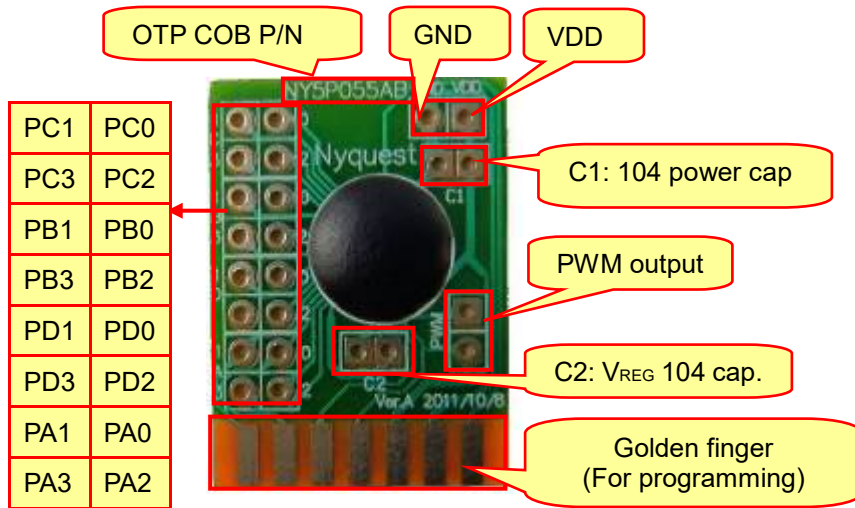 OTP COB P/N
GND
VDD
NY5P055AB
VDD
PC1 PC0
PC3 PC2
PB1 PB0
PB3 PB2
PD1 PD0
PD3 PD2
PA1 PA0
PA3 PA2
Nyquest
C1
C1: 104 power cap
PWM output
PWM
C2
C2: VREG 104 cap.
Ver.A 2011/10/8
Golden finger
(For programming)